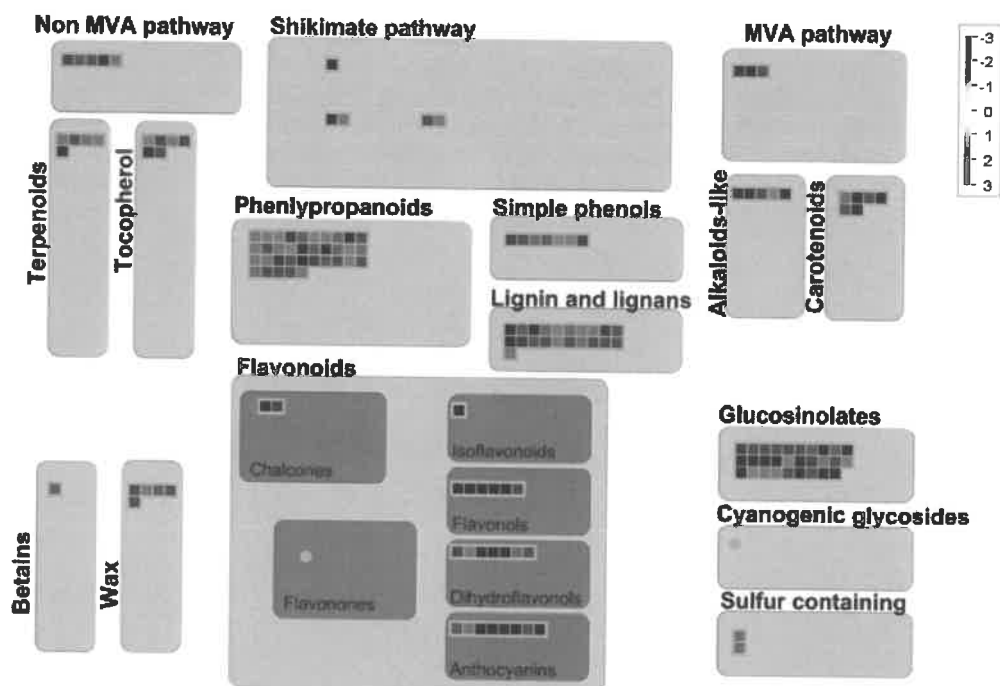 Non MVA pathway
Shikimate pathway
MVA pathway
-3
-2
-1
0
1
2
3
Terpenoids
Tocopherol
Phenlypropanoids
Simple phenols
Alkaloids-like
Carotenoids
Lignin and lignans
Flavonoids
Chalcones
Isoflavonoids
Flavonols
Flavonones
Dihydroflavonols
Anthocyanins
Glucosinolates
Cyanogenic glycosides
Sulfur containing
Betains
Wax